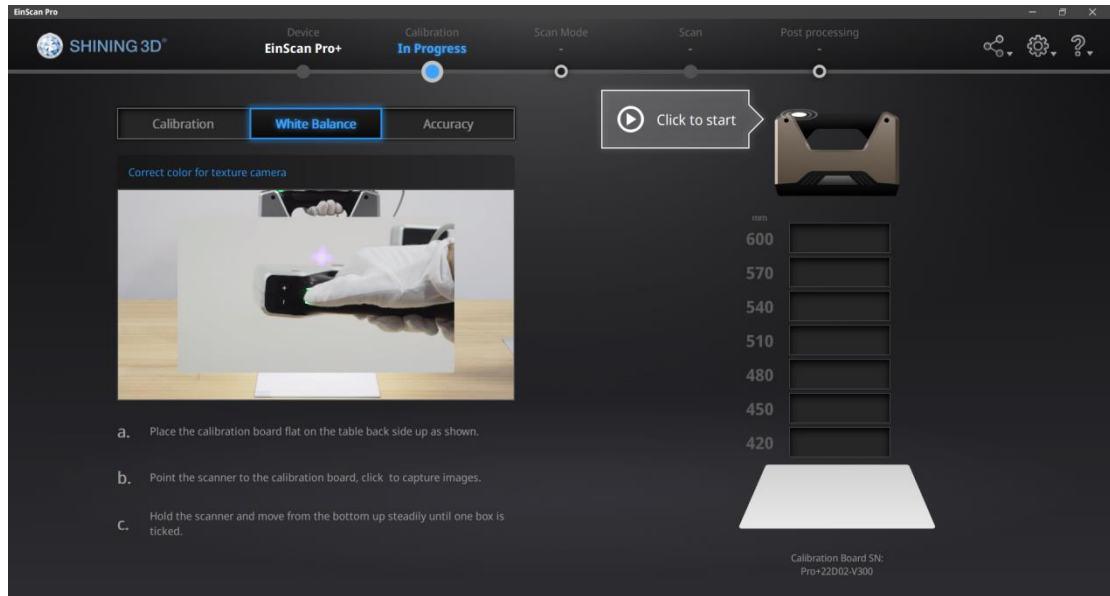 EinScan Pro
SHINING 3D®
Device
EinScan Pro+
Calibration
In Progress
Scan Mode
-
Scan
-
Post processing
-
Calibration
White Balance
Accuracy
Click to start
Correct color for texture camera
mm
600
570
540
510
480
450
420
a. Place the calibration board flat on the table back side up as shown.
b. Point the scanner to the calibration board, click to capture images.
c. Hold the scanner and move from the bottom up steadily until one box is
ticked.
Calibration Board SN:
Pro+22D02-V300